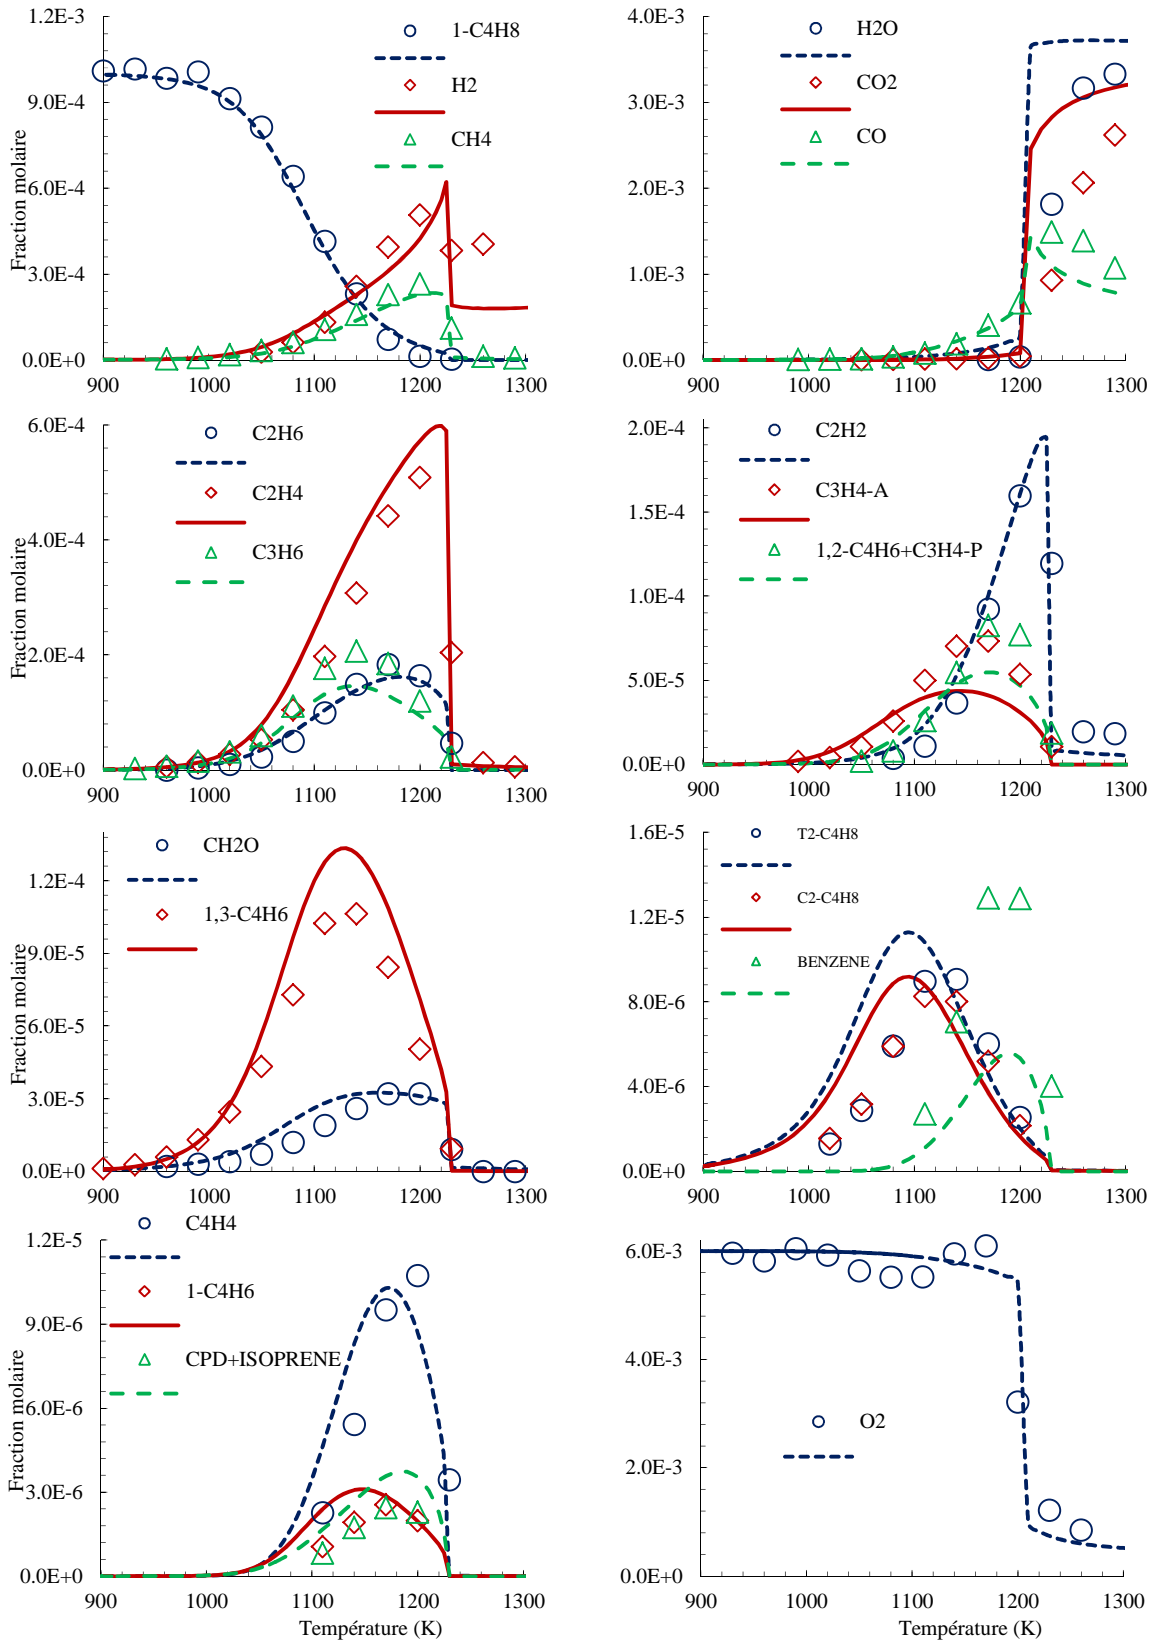 1.2E-3
9.0E-4
6.0E-4
3.0E-4
0.0E+0
Fraction molaire
1-C4H8
H2
CH4
900 1000 1100 1200 1300
4.0E-3
3.0E-3
2.0E-3
1.0E-3
0.0E+0
H2O
CO2
CO
900 1000 1100 1200 1300
6.0E-4
4.0E-4
2.0E-4
0.0E+0
Fraction molaire
C2H6
C2H4
C3H6
900 1000 1100 1200 1300
2.0E-4
1.5E-4
1.0E-4
5.0E-5
0.0E+0
C2H2
C3H4-A
1,2-C4H6+C3H4-P
900 1000 1100 1200 1300
1.2E-4
9.0E-5
6.0E-5
3.0E-5
0.0E+0
Fraction molaire
CH2O
1,3-C4H6
900 1000 1100 1200 1300
1.6E-5
1.2E-5
8.0E-6
4.0E-6
0.0E+0
T2-C4H8
C2-C4H8
BENZENE
900 1000 1100 1200 1300
1.2E-5
9.0E-6
6.0E-6
3.0E-6
0.0E+0
Fraction molaire
C4H4
1-C4H6
CPD+ISOPRENE
900 1000 1100 1200 1300
Température (K)
6.0E-3
4.0E-3
2.0E-3
0.0E+0
O2
900 1000 1100 1200 1300
Température (K)